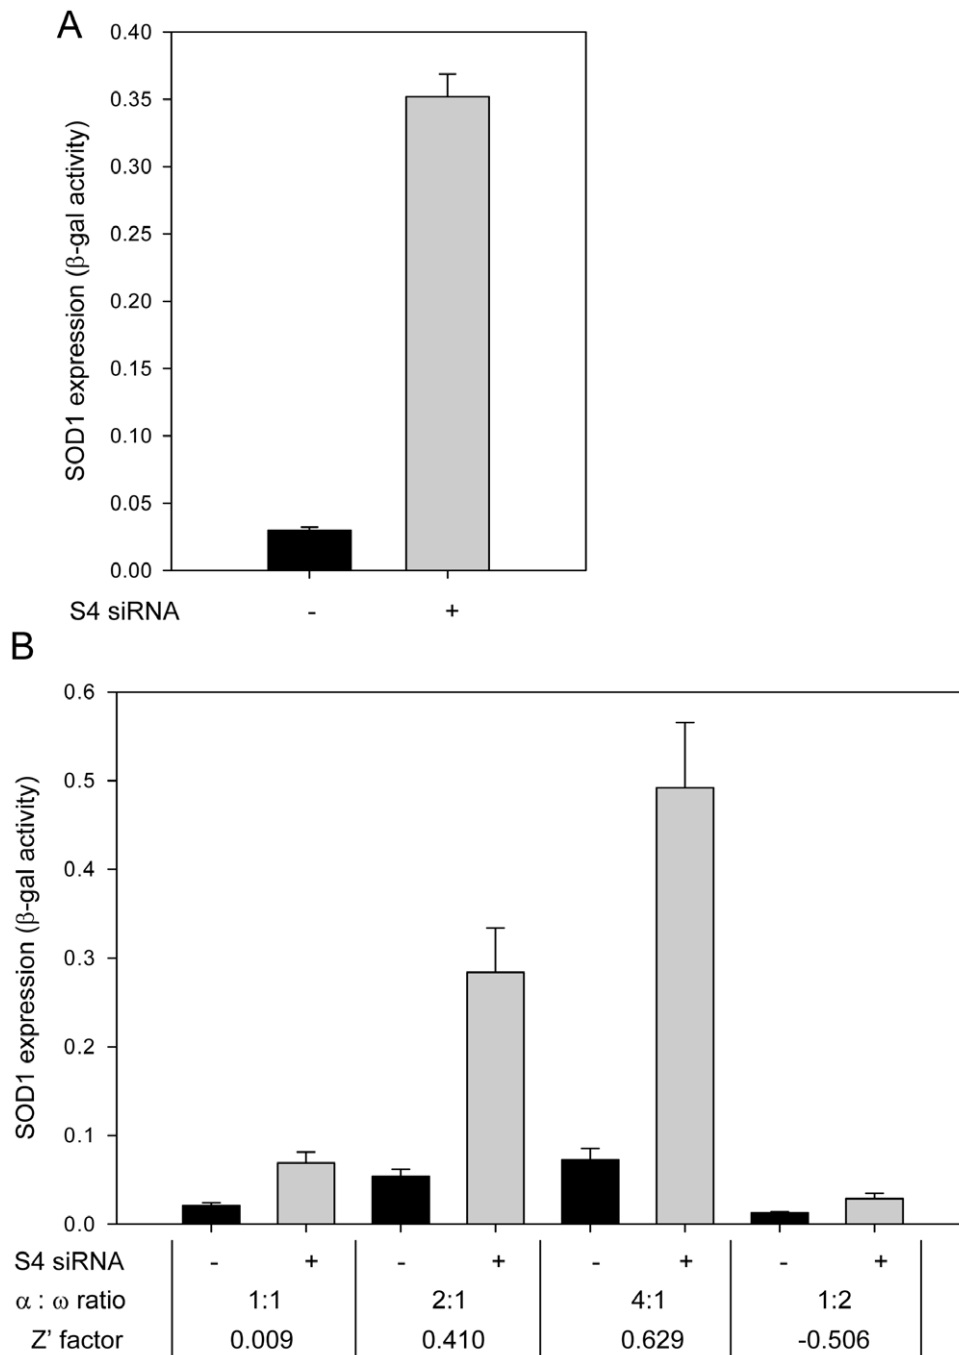 A
0.40
0.35
0.30
0.25
0.20
0.15
0.10
0.05
0.00
SOD1 expression (β-gal activity)
S4 siRNA - +
B
0.6
0.5
0.4
0.3
0.2
0.1
0.0
SOD1 expression (β-gal activity)
S4 siRNA - + - + - + - +
α : ω ratio 1:1 2:1 4:1 1:2
Z' factor 0.009 0.410 0.629 -0.506